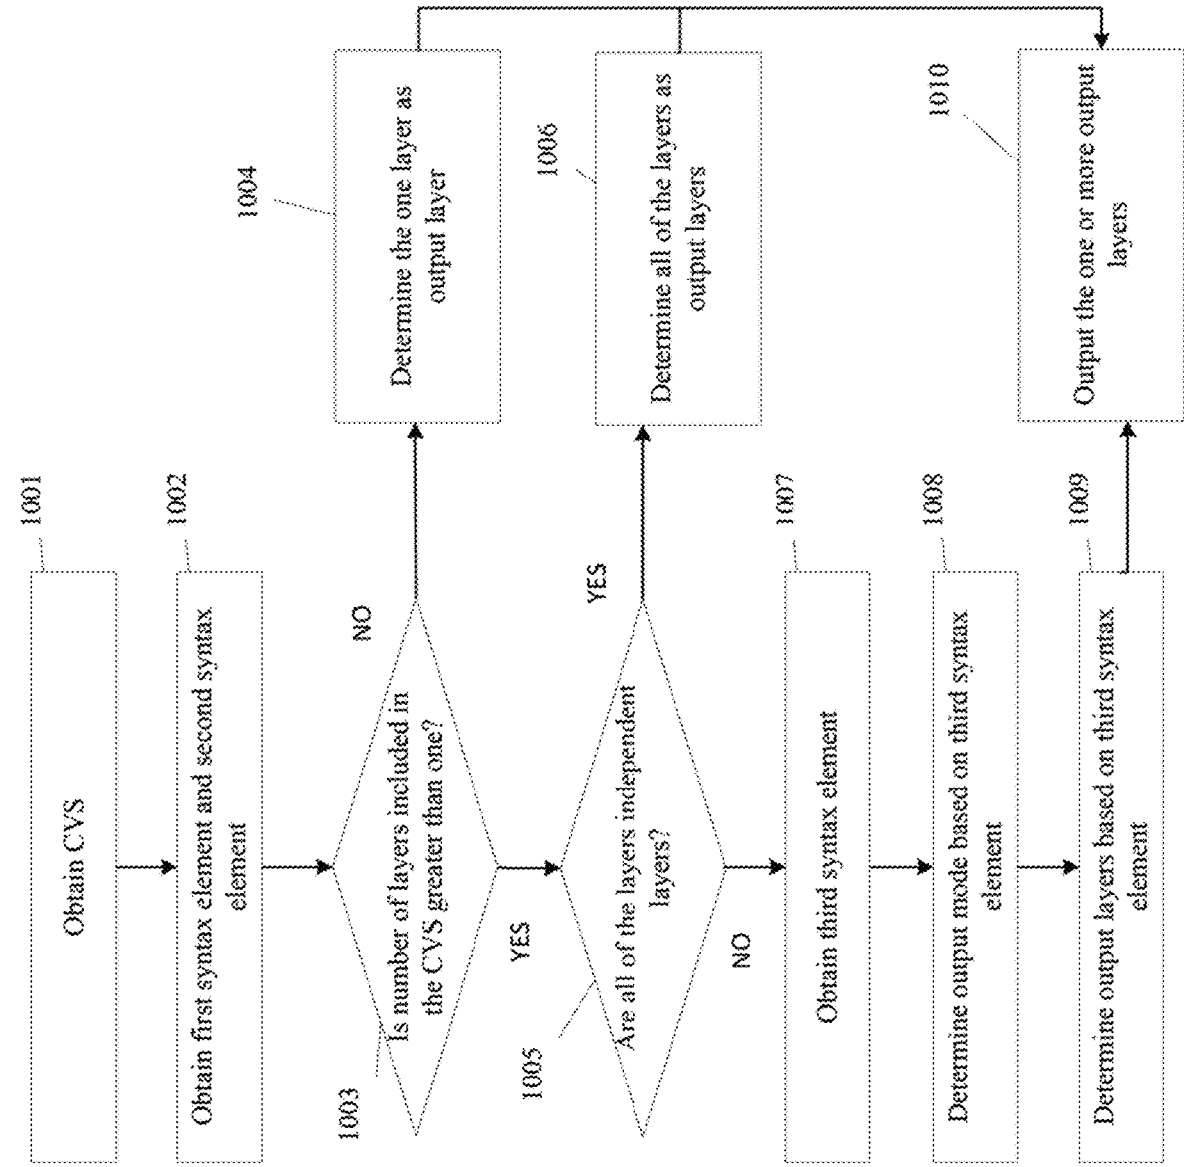 1001
Obtain CVS
1002
Obtain first syntax element and second syntax
element
1003
Is number of layers included in
the CVS greater than one?
NO
YES
1004
Determine the one layer as
output layer
1005
Are all of the layers independent
layers?
YES
NO
1006
Determine all of the layers as
output layers
1007
Obtain third syntax element
1008
Determine output mode based on third syntax
element
1009
Determine output layers based on third syntax
element
1010
Output the one or more output
layers